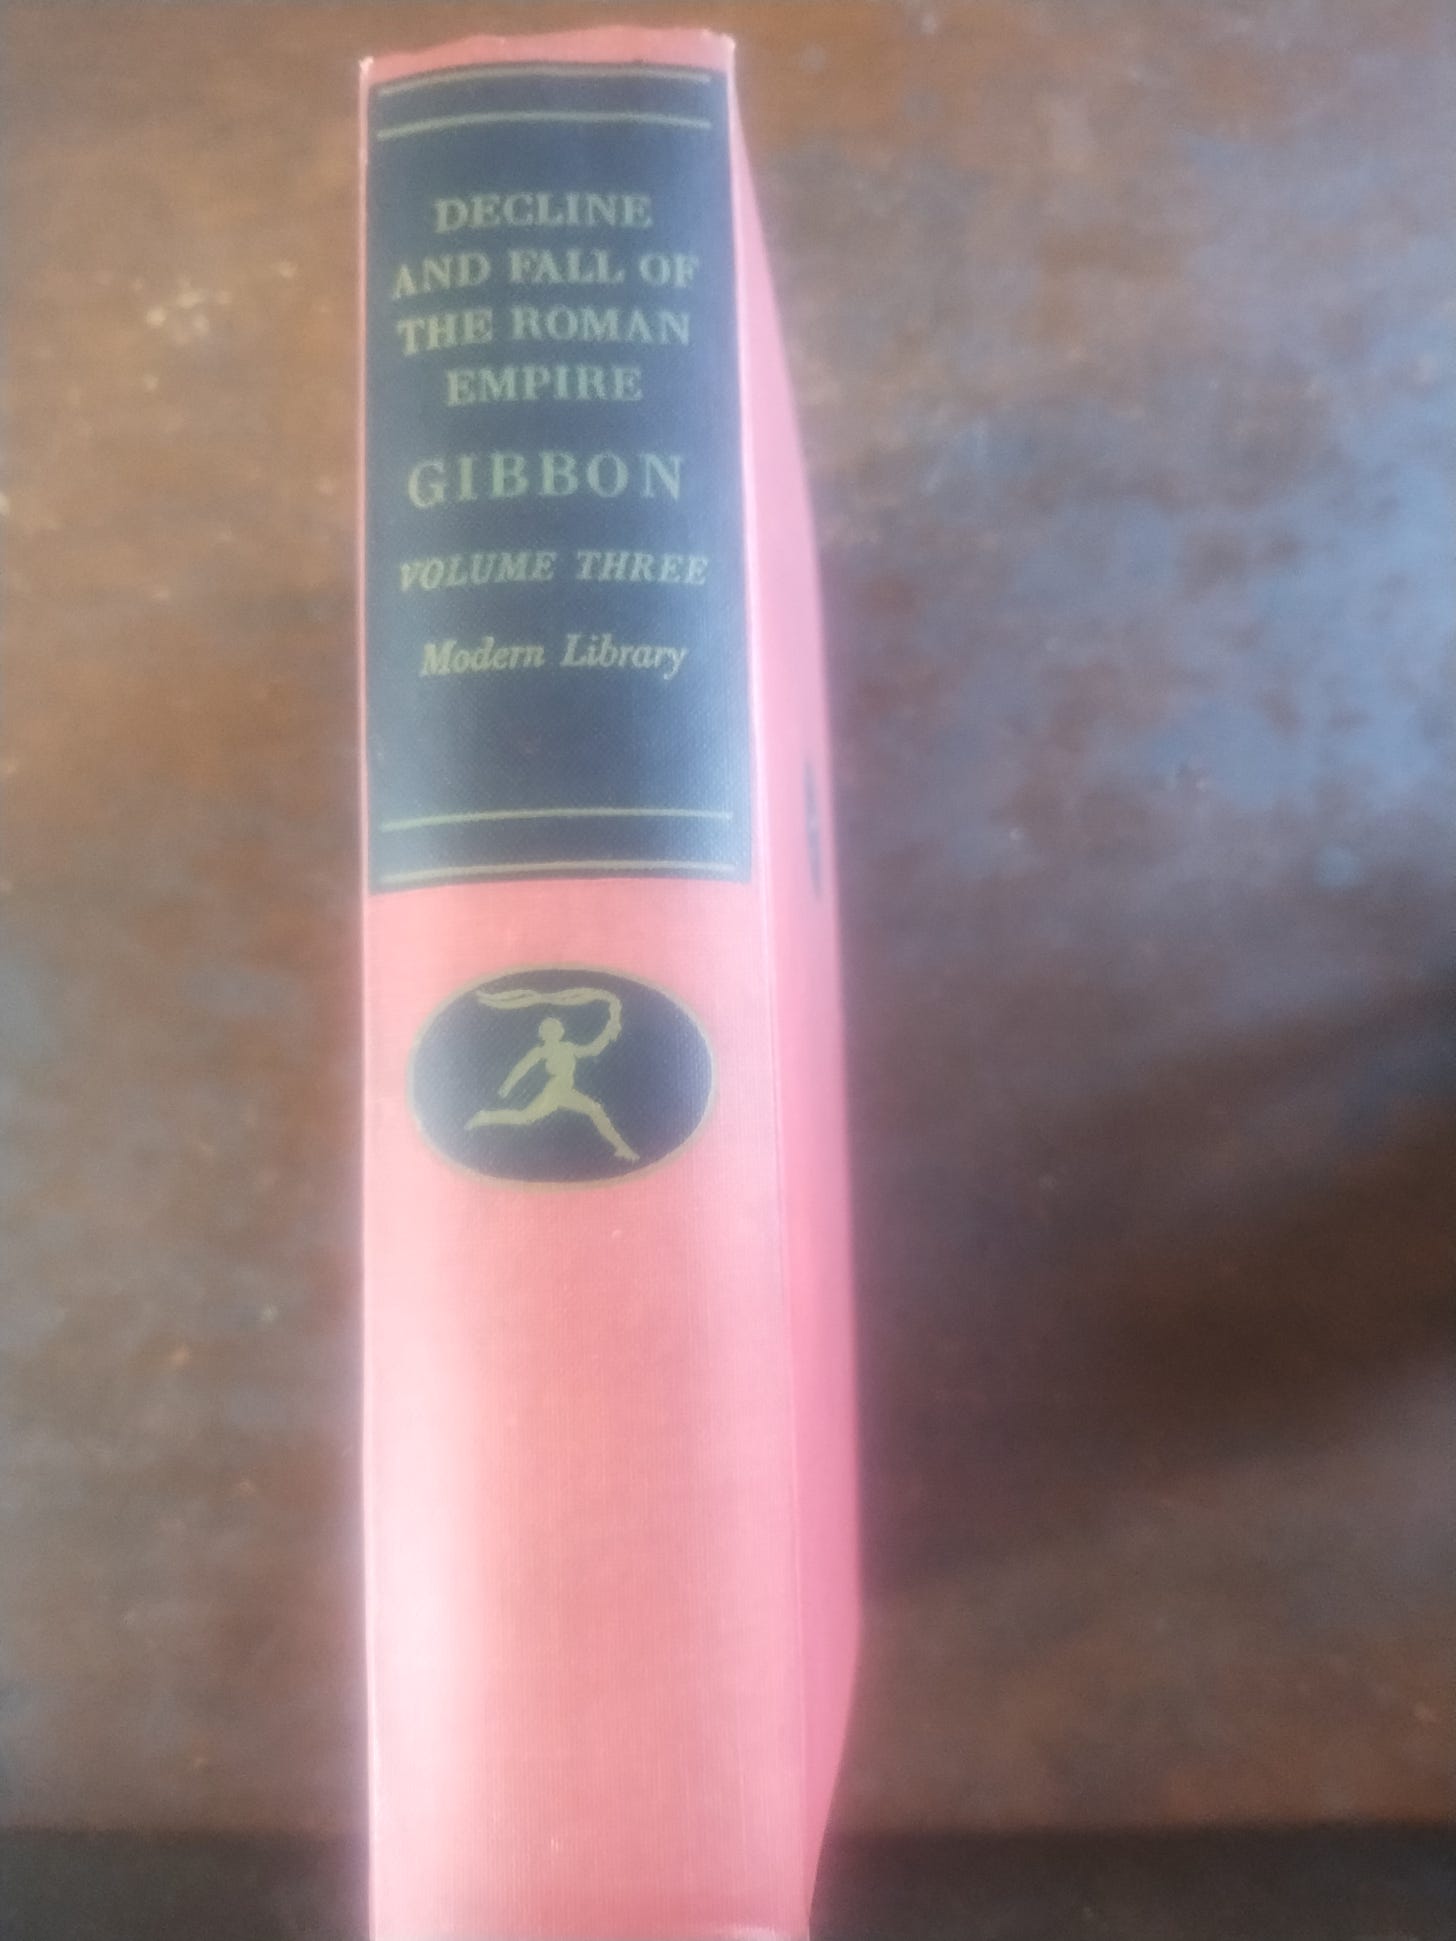 DECLINE
AND FALL OF
THE ROMAN
EMPIRE
GIBBON
VOLUME THREE
Modern Library